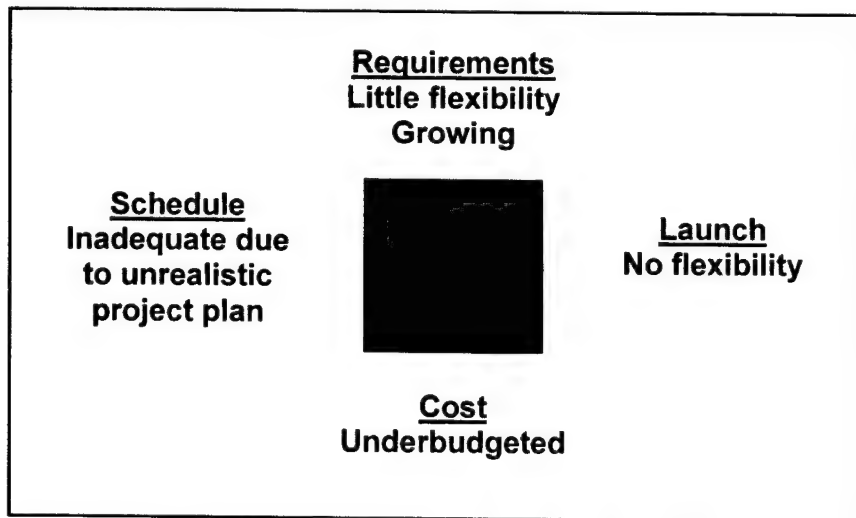 Requirements
Little flexibility
Growing
Schedule
Inadequate due
to unrealistic
project plan
Launch
No flexibility
Cost
Underbudgeted